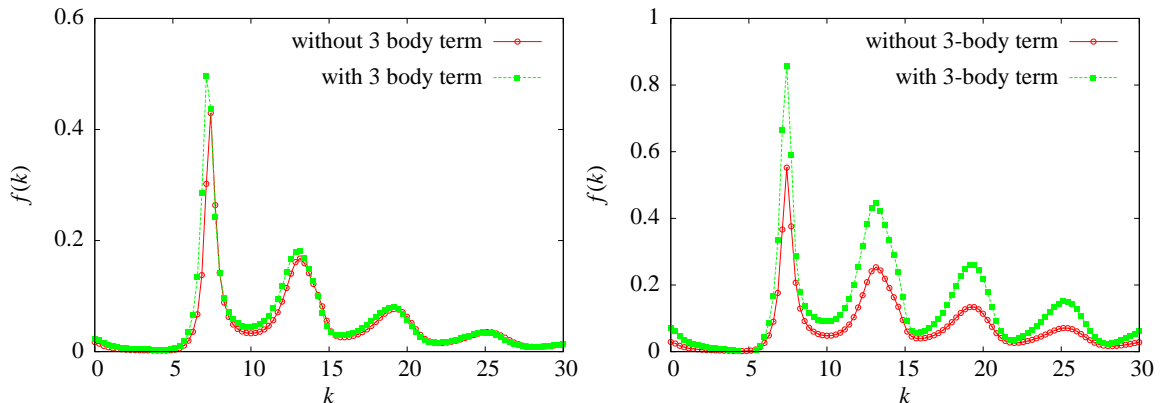 0.6
without 3 body term
with 3 body term
0.4
f(k)
0.2
0
0 5 10 15 20 25 30
k
1
without 3-body term
with 3-body term
0.8
0.6
f(k)
0.4
0.2
0
0 5 10 15 20 25 30
k